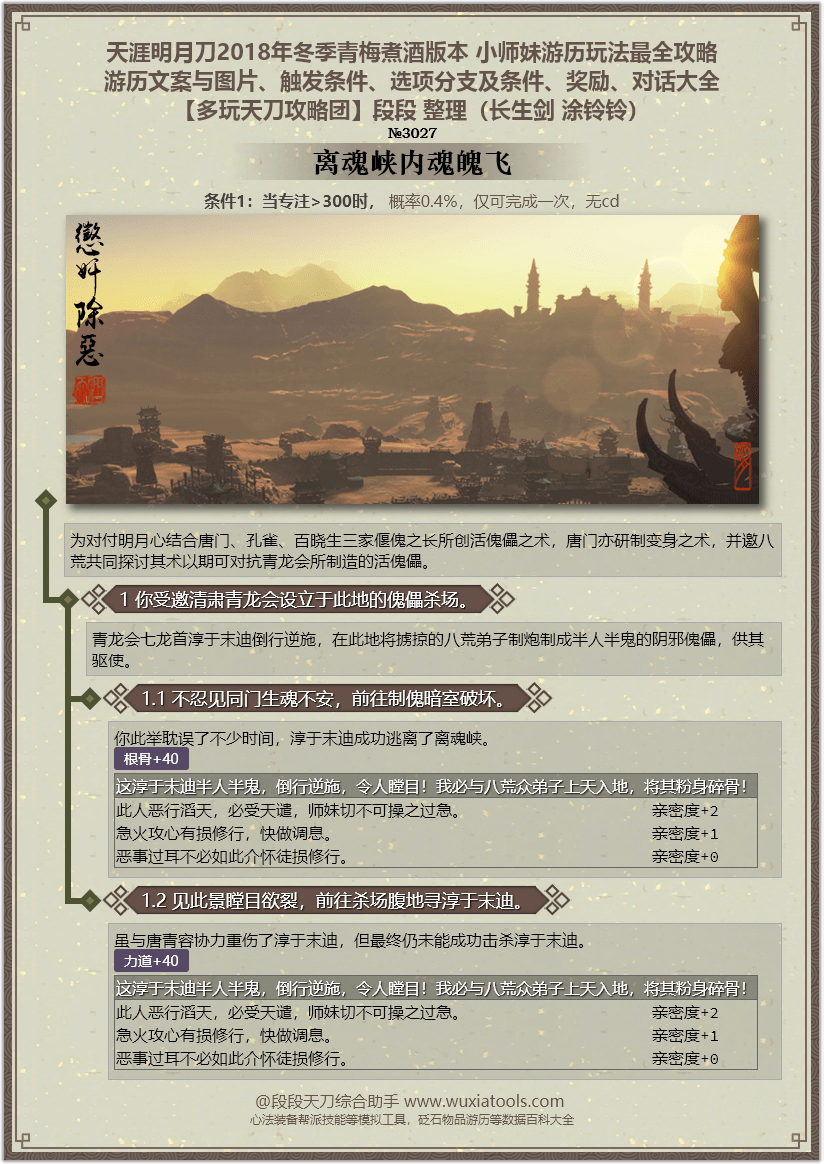 天涯明月刀2018年冬季青梅煮酒版本 小师妹游历玩法最全攻略
游历文案与图片、触发条件、选项分支及条件、奖励、对话大全
【多玩天刀攻略团】段段 整理（长生剑 涂铃铃）
№3027
离魂峡内魂魄飞
条件1：当专注>300时， 概率0.4%，仅可完成一次，无cd
懲奸除惡
为对付明月心结合唐门、孔雀、百晓生三家偃傀之长所创活傀儡之术，唐门亦研制变身之术，并邀八
荒共同探讨其术以期可对抗青龙会所制造的活傀儡。
1 你受邀清肃青龙会设立于此地的傀儡杀场。
青龙会七龙首淳于末迪倒行逆施，在此地将掳掠的八荒弟子制炮制成半人半鬼的阴邪傀儡，供其
驱使。
1.1 不忍见同门生魂不安，前往制傀暗室破坏。
你此举耽误了不少时间，淳于末迪成功逃离了离魂峡。
根骨+40
这淳于末迪半人半鬼，倒行逆施，令人瞠目！我必与八荒众弟子上天入地，将其粉身碎骨！
此人恶行滔天，必受天谴，师妹切不可操之过急。 亲密度+2
急火攻心有损修行，快做调息。 亲密度+1
恶事过耳不必如此介怀徒损修行。 亲密度+0
1.2 见此景瞠目欲裂，前往杀场腹地寻淳于末迪。
虽与唐青容协力重伤了淳于末迪，但最终仍未能成功击杀淳于末迪。
力道+40
这淳于末迪半人半鬼，倒行逆施，令人瞠目！我必与八荒众弟子上天入地，将其粉身碎骨！
此人恶行滔天，必受天谴，师妹切不可操之过急。 亲密度+2
急火攻心有损修行，快做调息。 亲密度+1
恶事过耳不必如此介怀徒损修行。 亲密度+0
@段段天刀综合助手 www.wuxiatools.com
心法装备帮派技能等模拟工具，砭石物品游历等数据百科大全